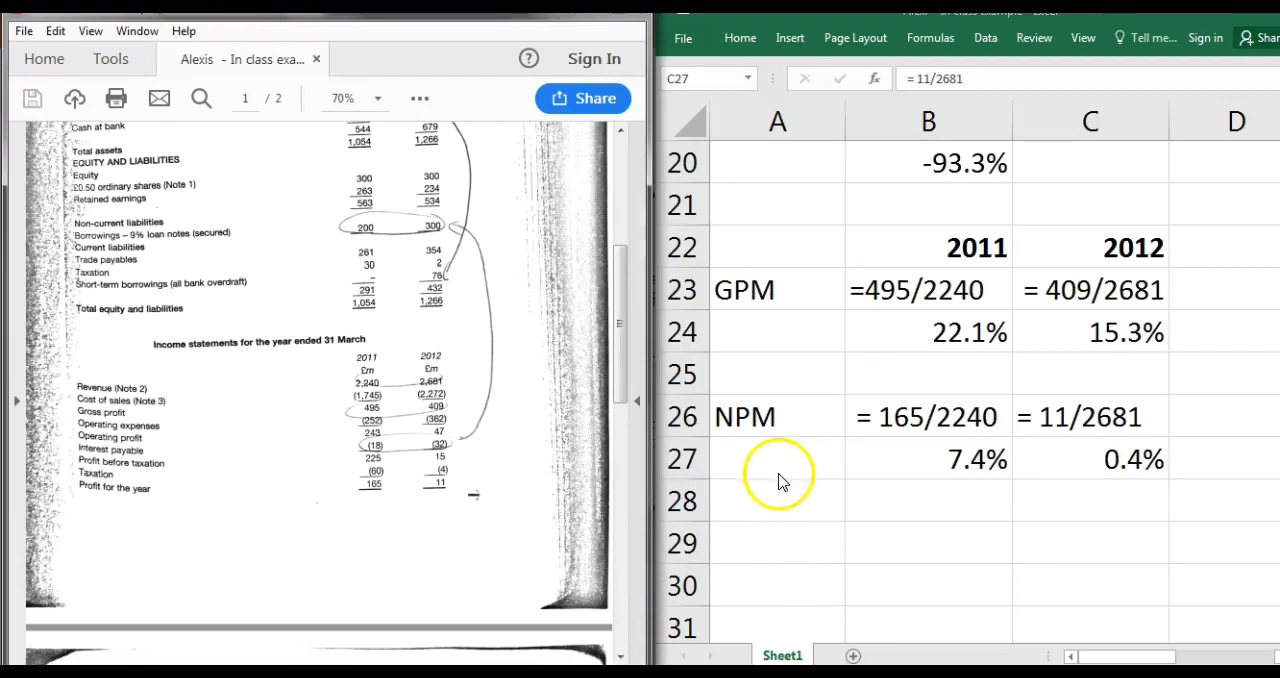 File Edit View Window Help
Home Tools Alexis - In class exa... × ? Sign In
1 / 2 70% ••• Share
Cash at bank 544 679
1,054 1,266
Total assets
EQUITY AND LIABILITIES
Equity
£0.50 ordinary shares (Note 1) 300 300
Retained earnings 263 234
563 534
Non-current liabilities
Borrowings – 9% loan notes (secured) 200 300
Current liabilities
Trade payables 261 354
Taxation 30 2
Short-term borrowings (all bank overdraft) – 76
291 432
Total equity and liabilities 1,054 1,266
Income statements for the year ended 31 March
2011 2012
£m £m
Revenue (Note 2) 2,240 2,681
Cost of sales (Note 3) (1,745) (2,272)
Gross profit 495 409
Operating expenses (252) (362)
Operating profit 243 47
Interest payable (18) (32)
Profit before taxation 225 15
Taxation (60) (4)
Profit for the year 165 11
File Home Insert Page Layout Formulas Data Review View Tell me... Sign in Shar
C27 fx = 11/2681
A B C D
20 -93.3%
21
22 2011 2012
23 GPM =495/2240 = 409/2681
24 22.1% 15.3%
25
26 NPM = 165/2240 = 11/2681
27 7.4% 0.4%
28
29
30
31
Sheet1